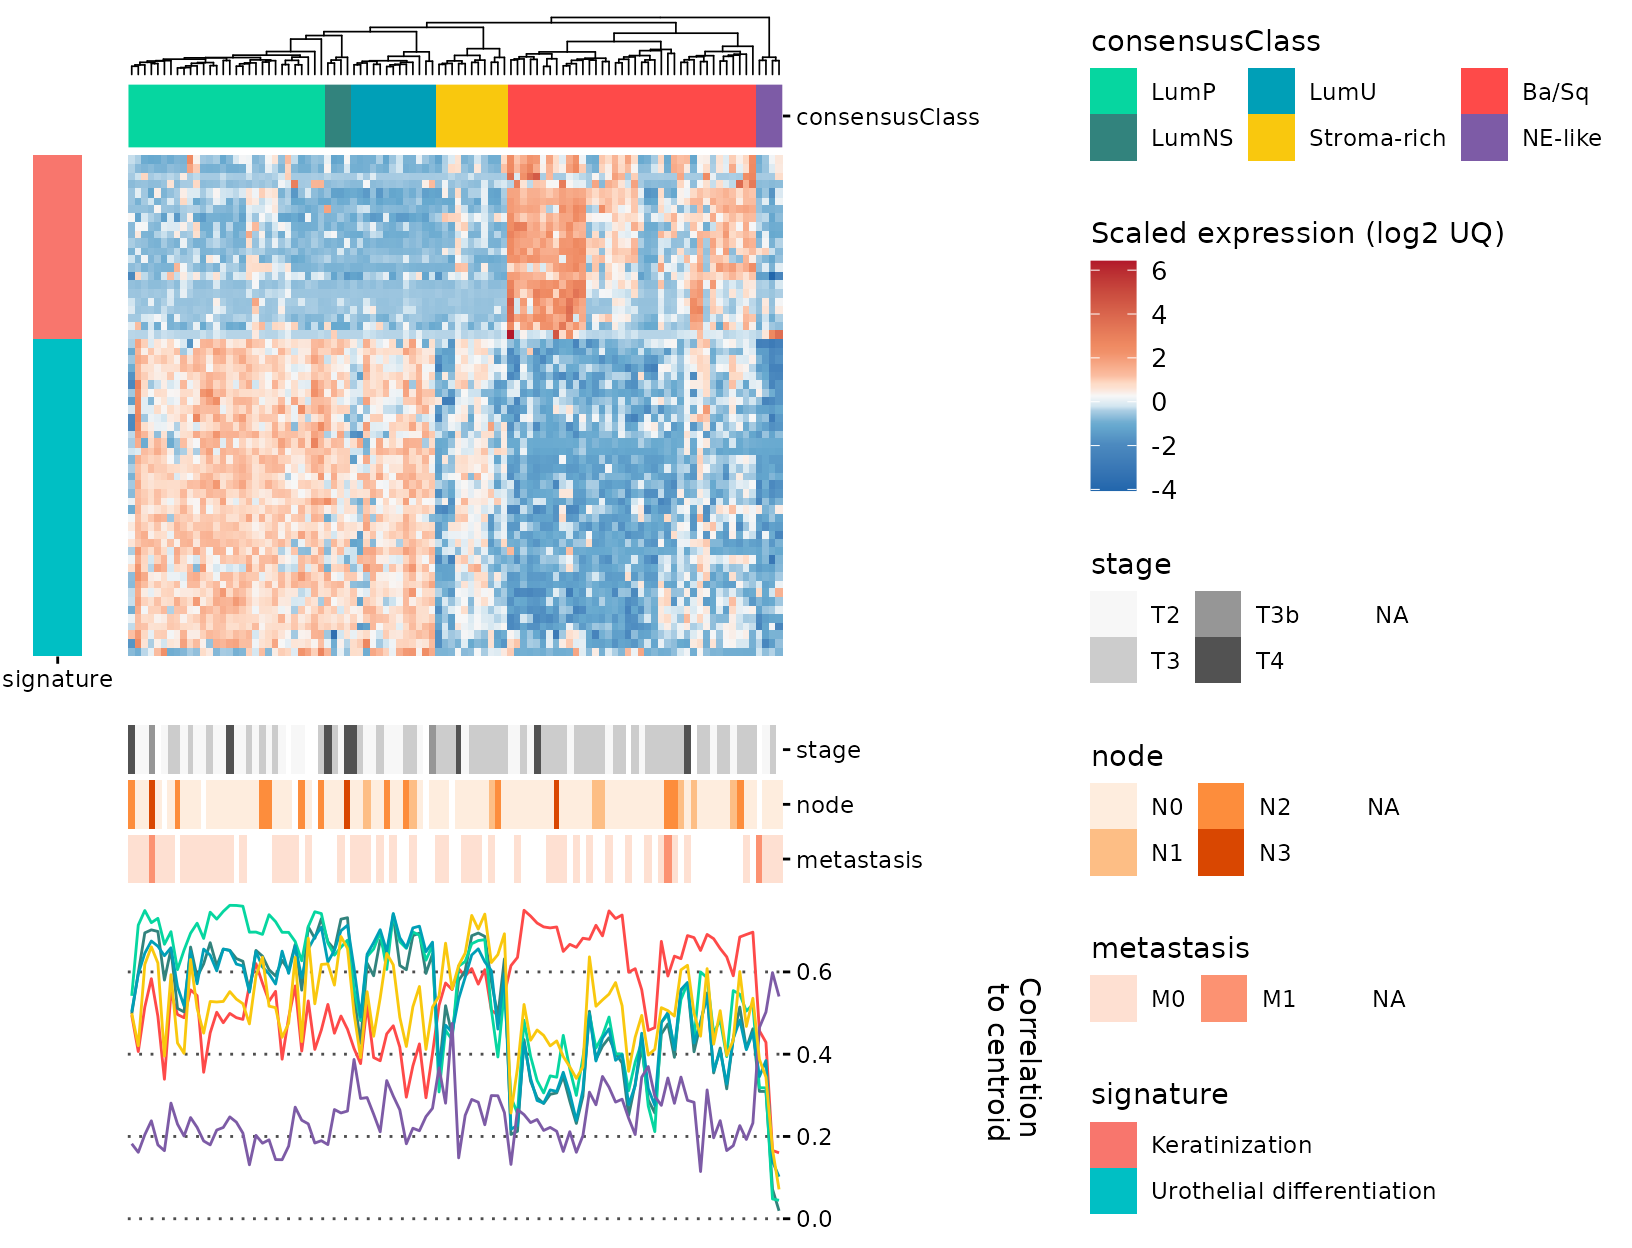 consensusClass
signature
stage
node
metastasis
0.6
0.4
0.2
0.0
Correlation
to centroid
consensusClass
LumP LumU Ba/Sq
LumNS Stroma-rich NE-like
Scaled expression (log2 UQ)
6
4
2
0
-2
-4
stage
T2 T3b NA
T3 T4
node
N0 N2 NA
N1 N3
metastasis
M0 M1 NA
signature
Keratinization
Urothelial differentiation